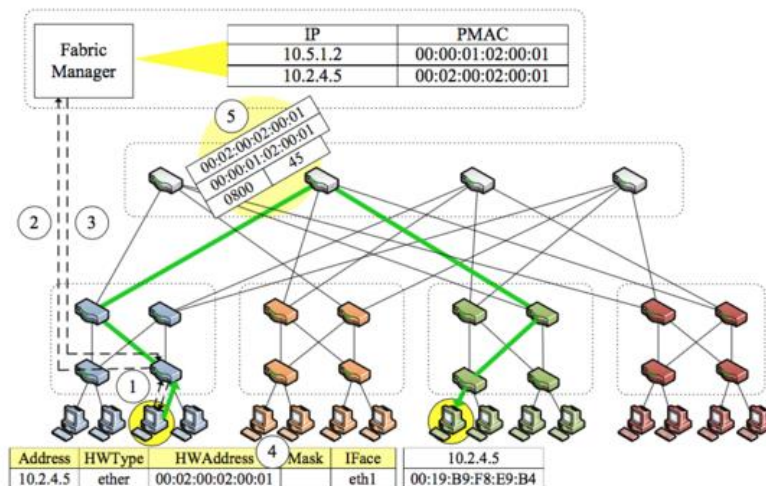 Fabric
Manager
IP PMAC
10.5.1.2 00:00:01:02:00:01
10.2.4.5 00:02:00:02:00:01
5
00:02:00:02:00:01
00:00:01:02:00:01
0800 45
2 3
1
4
Address HWType HWAddress Mask IFace
10.2.4.5 ether 00:02:00:02:00:01 eth1
10.2.4.5
00:19:B9:F8:E9:B4